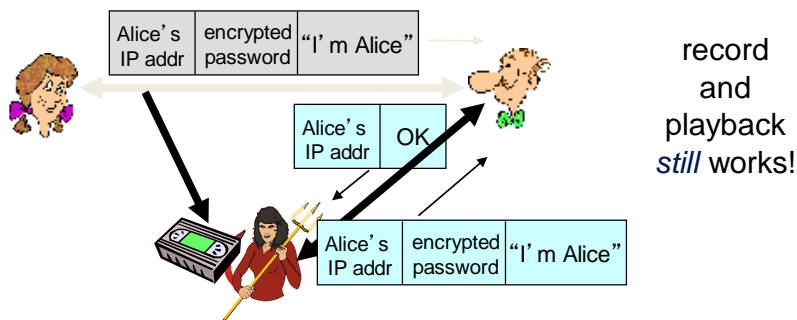 Alice’s
IP addr
encrypted
password
“I’m Alice”
record
and
playback
still works!
Alice’s
IP addr
OK
Alice’s
IP addr
encrypted
password
“I’m Alice”